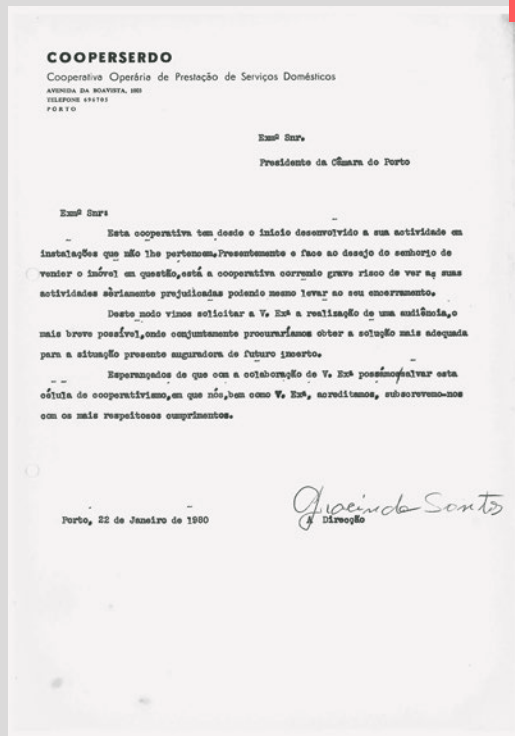 COOPERSERDO
Cooperativa Operária de Prestação de Serviços Domésticos
AVENIDA DA BOAVISTA, 1003
TELEFONE 694703
PORTO
Exmº Snr.
Presidente da Câmara do Porto
Exmº Snr:
Esta cooperativa tem desde o inicio desenvolvido a sua actividade em
instalações que não lhe pertencem.Presentemente e face ao desejo do senhorio de
vender o imóvel em questão,está a cooperativa correndo grave risco de ver as suas
actividades sériamente prejudicadas podendo mesmo levar ao seu encerramento.
Deste modo vimos solicitar a V. Exª a realização de uma audiência,o
mais breve possível,onde conjuntamente procuraríamos obter a solução mais adequada
para a situação presente auguradora de futuro incerto.
Esperançados de que com a colaboração de V. Exª possámos salvar esta
célula de cooperativismo,em que nós,bem como V. Exª, acreditamos, subscrevemo-nos
com os mais respeitosos cumprimentos.
Gracinda Santos
Porto, 22 de Janeiro de 1980
A Direcção